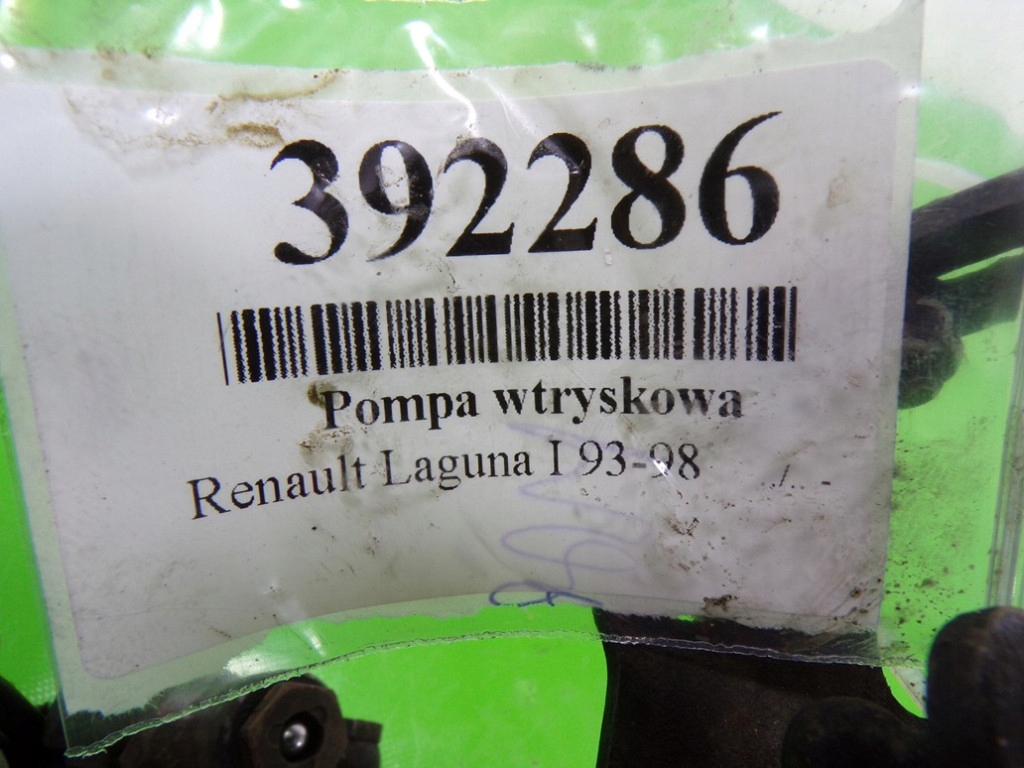 392286
Pompa wtryskowa
Renault Laguna I 93-98 ./.. -